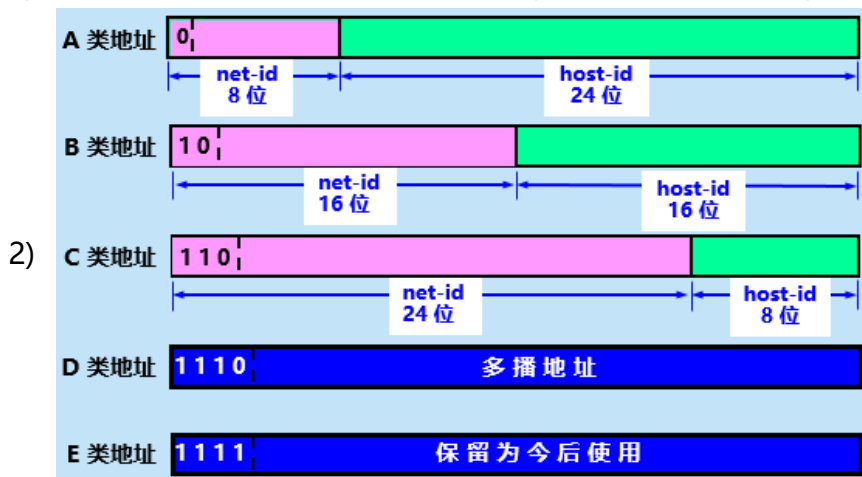 A 类地址 0
net-id 8 位 host-id 24 位
B 类地址 1 0
net-id 16 位 host-id 16 位
2) C 类地址 1 1 0
net-id 24 位 host-id 8 位
D 类地址 1 1 1 0 多 播 地 址
E 类地址 1 1 1 1 保 留 为 今 后 使 用